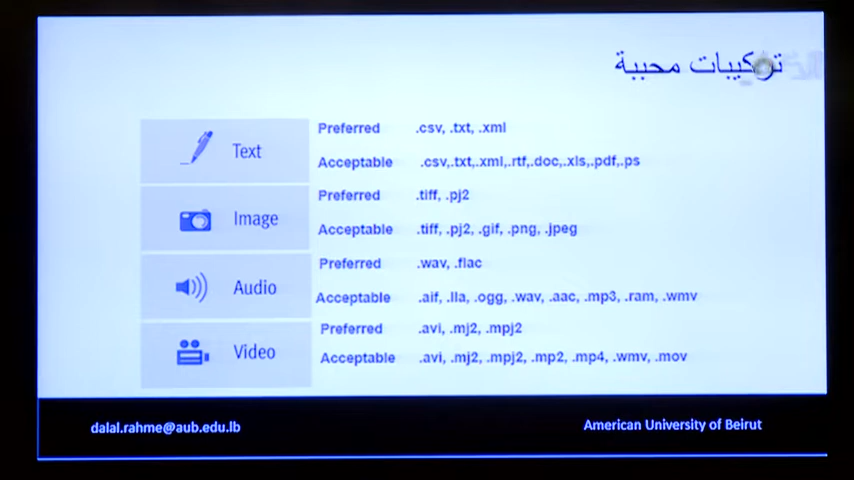 تركيبات محببة
Text
Preferred .csv, .txt, .xml
Acceptable .csv,.txt,.xml,.rtf,.doc,.xls,.pdf,.ps
Image
Preferred .tiff, .pj2
Acceptable .tiff, .pj2, .gif, .png, .jpeg
Audio
Preferred .wav, .flac
Acceptable .aif, .lla, .ogg, .wav, .aac, .mp3, .ram, .wmv
Video
Preferred .avi, .mj2, .mpj2
Acceptable .avi, .mj2, .mpj2, .mp2, .mp4, .wmv, .mov
dalal.rahme@aub.edu.lb
American University of Beirut